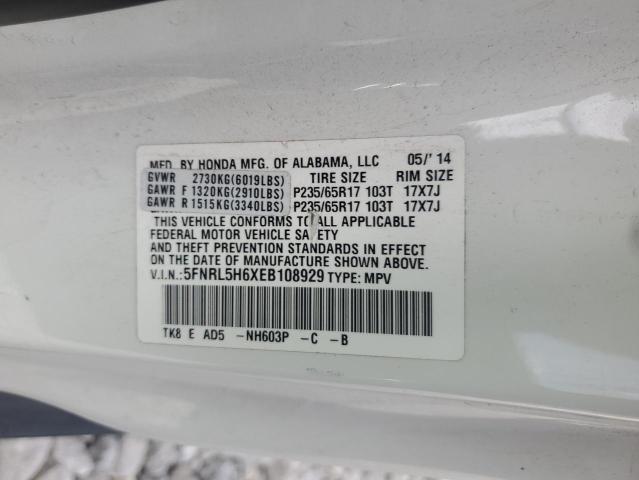 MFD. BY HONDA MFG. OF ALABAMA, LLC 05/'14
GVWR 2730KG(6019LBS) TIRE SIZE RIM SIZE
GAWR F 1320KG(2910LBS) P235/65R17 103T 17X7J
GAWR R 1515KG(3340LBS) P235/65R17 103T 17X7J
THIS VEHICLE CONFORMS TO ALL APPLICABLE
FEDERAL MOTOR VEHICLE SAFETY
AND THEFT PREVENTION STANDARDS IN EFFECT
ON THE DATE OF MANUFACTURE SHOWN ABOVE.
V.I.N.: 5FNRL5H6XEB108929 TYPE: MPV
TK8 E AD5 -NH603P -C -B